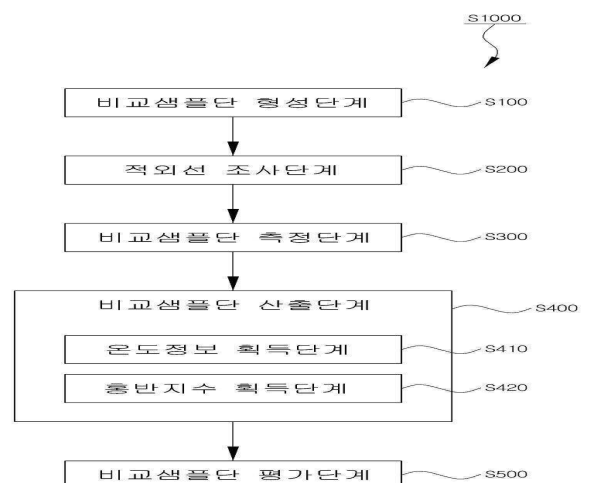 S1000
비교샘플단 형성단계 S100
적외선 조사단계 S200
비교샘플단 측정단계 S300
비교샘플단 산출단계 S400
온도정보 획득단계 S410
홍반지수 획득단계 S420
비교샘플단 평가단계 S500